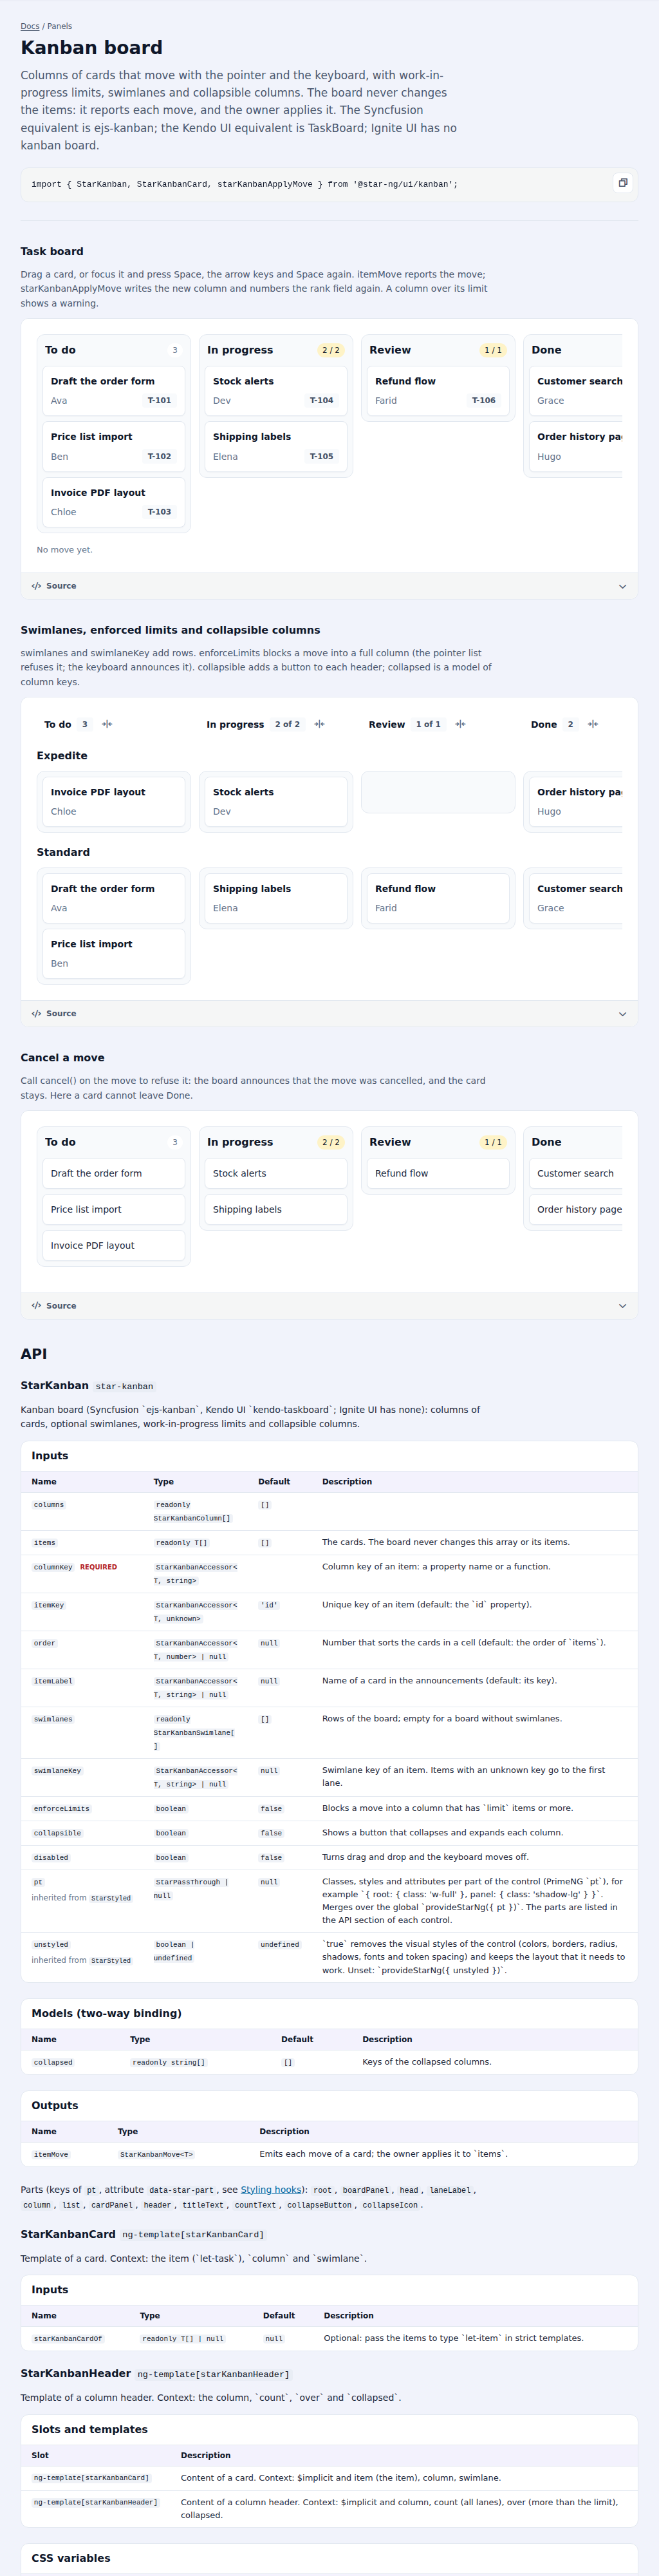 Docs / Panels
Kanban board
Columns of cards that move with the pointer and the keyboard, with work-in-
progress limits, swimlanes and collapsible columns. The board never changes
the items: it reports each move, and the owner applies it. The Syncfusion
equivalent is ejs-kanban; the Kendo UI equivalent is TaskBoard; Ignite UI has no
kanban board.
import { StarKanban, StarKanbanCard, starKanbanApplyMove } from '@star-ng/ui/kanban';
Task board
Drag a card, or focus it and press Space, the arrow keys and Space again. itemMove reports the move;
starKanbanApplyMove writes the new column and numbers the rank field again. A column over its limit
shows a warning.
To do 3 In progress 2 / 2 Review 1 / 1 Done
Draft the order form Stock alerts Refund flow Customer search
Ava T-101 Dev T-104 Farid T-106 Grace
Price list import Shipping labels Order history pa
Ben T-102 Elena T-105 Hugo
Invoice PDF layout
Chloe T-103
No move yet.
Source
Swimlanes, enforced limits and collapsible columns
swimlanes and swimlaneKey add rows. enforceLimits blocks a move into a full column (the pointer list
refuses it; the keyboard announces it). collapsible adds a button to each header; collapsed is a model of
column keys.
To do 3 In progress 2 of 2 Review 1 of 1 Done 2
Expedite
Invoice PDF layout Stock alerts Order history pa
Chloe Dev Hugo
Standard
Draft the order form Shipping labels Refund flow Customer search
Ava Elena Farid Grace
Price list import
Ben
Source
Cancel a move
Call cancel() on the move to refuse it: the board announces that the move was cancelled, and the card
stays. Here a card cannot leave Done.
To do 3 In progress 2 / 2 Review 1 / 1 Done
Draft the order form Stock alerts Refund flow Customer search
Price list import Shipping labels Order history page
Invoice PDF layout
Source
API
StarKanban star-kanban
Kanban board (Syncfusion `ejs-kanban`, Kendo UI `kendo-taskboard`; Ignite UI has none): columns of
cards, optional swimlanes, work-in-progress limits and collapsible columns.
Inputs
Name Type Default Description
columns readonly StarKanbanColumn[] []
items readonly T[] [] The cards. The board never changes this array or its items.
columnKey REQUIRED StarKanbanAccessor<T, string> Column key of an item: a property name or a function.
itemKey StarKanbanAccessor<T, unknown> 'id' Unique key of an item (default: the `id` property).
order StarKanbanAccessor<T, number> | null null Number that sorts the cards in a cell (default: the order of `items`).
itemLabel StarKanbanAccessor<T, string> | null null Name of a card in the announcements (default: its key).
swimlanes readonly StarKanbanSwimlane[] [] Rows of the board; empty for a board without swimlanes.
swimlaneKey StarKanbanAccessor<T, string> | null null Swimlane key of an item. Items with an unknown key go to the first
lane.
enforceLimits boolean false Blocks a move into a column that has `limit` items or more.
collapsible boolean false Shows a button that collapses and expands each column.
disabled boolean false Turns drag and drop and the keyboard moves off.
pt StarPassThrough | null null Classes, styles and attributes per part of the control (PrimeNG `pt`), for
inherited from StarStyled example `{ root: { class: 'w-full' }, panel: { class: 'shadow-lg' } }`.
Merges over the global `provideStarNg({ pt })`. The parts are listed in
the API section of each control.
unstyled boolean | undefined undefined `true` removes the visual styles of the control (colors, borders, radius,
inherited from StarStyled shadows, fonts and token spacing) and keeps the layout that it needs to
work. Unset: `provideStarNg({ unstyled })`.
Models (two-way binding)
Name Type Default Description
collapsed readonly string[] [] Keys of the collapsed columns.
Outputs
Name Type Description
itemMove StarKanbanMove<T> Emits each move of a card; the owner applies it to `items`.
Parts (keys of pt, attribute data-star-part, see Styling hooks): root, boardPanel, head, laneLabel,
column, list, cardPanel, header, titleText, countText, collapseButton, collapseIcon.
StarKanbanCard ng-template[starKanbanCard]
Template of a card. Context: the item (`let-task`), `column` and `swimlane`.
Inputs
Name Type Default Description
starKanbanCardOf readonly T[] | null null Optional: pass the items to type `let-item` in strict templates.
StarKanbanHeader ng-template[starKanbanHeader]
Template of a column header. Context: the column, `count`, `over` and `collapsed`.
Slots and templates
Slot Description
ng-template[starKanbanCard] Content of a card. Context: $implicit and item (the item), column, swimlane.
ng-template[starKanbanHeader] Content of a column header. Context: $implicit and column, count (all lanes), over (more than the limit),
collapsed.
CSS variables